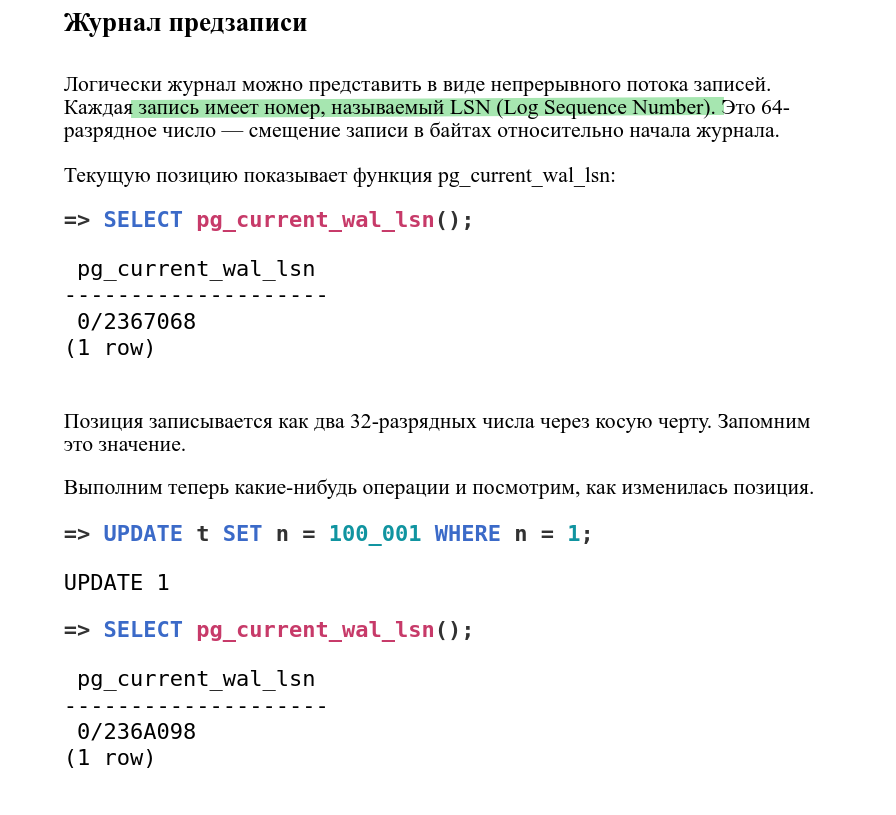 Журнал предзаписи
Логически журнал можно представить в виде непрерывного потока записей.
Каждая запись имеет номер, называемый LSN (Log Sequence Number). Это 64-
разрядное число — смещение записи в байтах относительно начала журнала.
Текущую позицию показывает функция pg_current_wal_lsn:
=> SELECT pg_current_wal_lsn();
pg_current_wal_lsn
--------------------
0/2367068
(1 row)
Позиция записывается как два 32-разрядных числа через косую черту. Запомним
это значение.
Выполним теперь какие-нибудь операции и посмотрим, как изменилась позиция.
=> UPDATE t SET n = 100_001 WHERE n = 1;
UPDATE 1
=> SELECT pg_current_wal_lsn();
pg_current_wal_lsn
--------------------
0/236A098
(1 row)